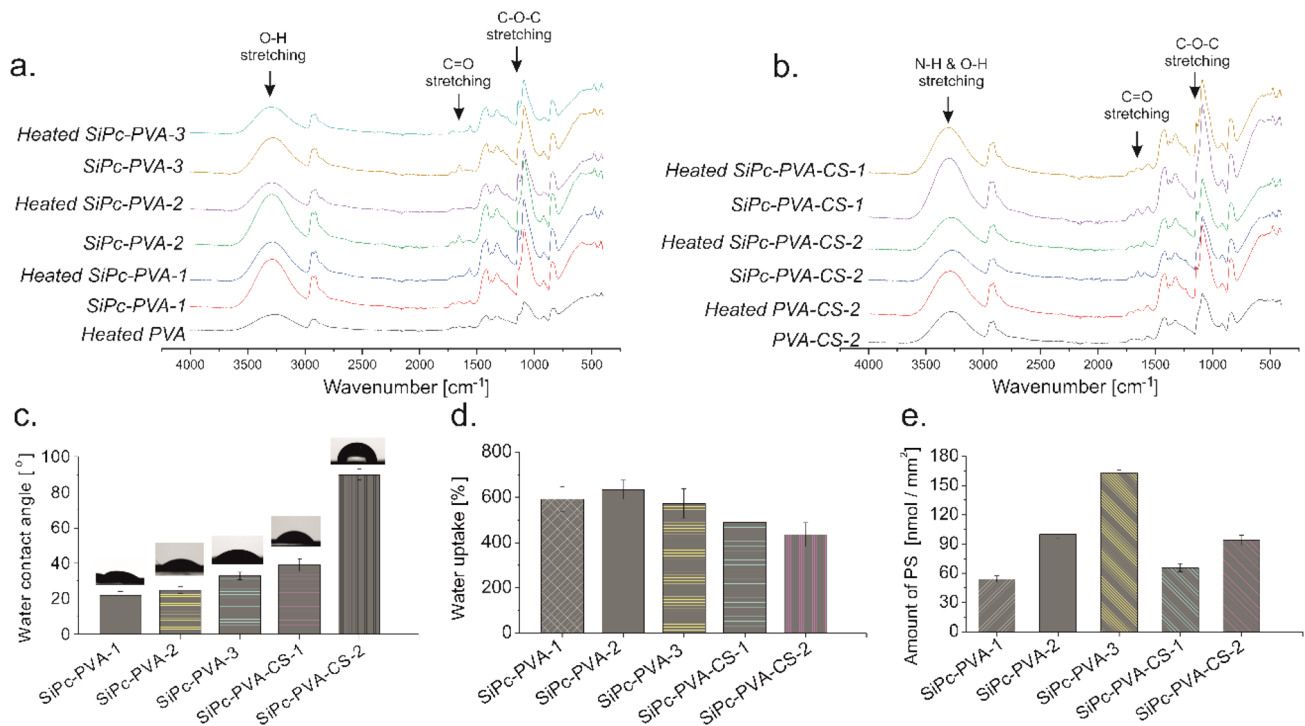 a.
O-H
stretching
C=O
stretching
C-O-C
stretching
Heated SiPc-PVA-3
SiPc-PVA-3
Heated SiPc-PVA-2
SiPc-PVA-2
Heated SiPc-PVA-1
SiPc-PVA-1
Heated PVA
4000 3500 3000 2500 2000 1500 1000 500
Wavenumber [cm-1]
b.
N-H & O-H
stretching
C=O
stretching
C-O-C
stretching
Heated SiPc-PVA-CS-1
SiPc-PVA-CS-1
Heated SiPc-PVA-CS-2
SiPc-PVA-CS-2
Heated PVA-CS-2
PVA-CS-2
4000 3500 3000 2500 2000 1500 1000 500
Wavenumber [cm-1]
c.
Water contact angle [°]
100
80
60
40
20
0
SiPc-PVA-1
SiPc-PVA-2
SiPc-PVA-3
SiPc-PVA-CS-1
SiPc-PVA-CS-2
d.
Water uptake [%]
800
600
400
200
0
SiPc-PVA-1
SiPc-PVA-2
SiPc-PVA-3
SiPc-PVA-CS-1
SiPc-PVA-CS-2
e.
Amount of PS [nmol / mm2]
180
150
120
90
60
30
0
SiPc-PVA-1
SiPc-PVA-2
SiPc-PVA-3
SiPc-PVA-CS-1
SiPc-PVA-CS-2